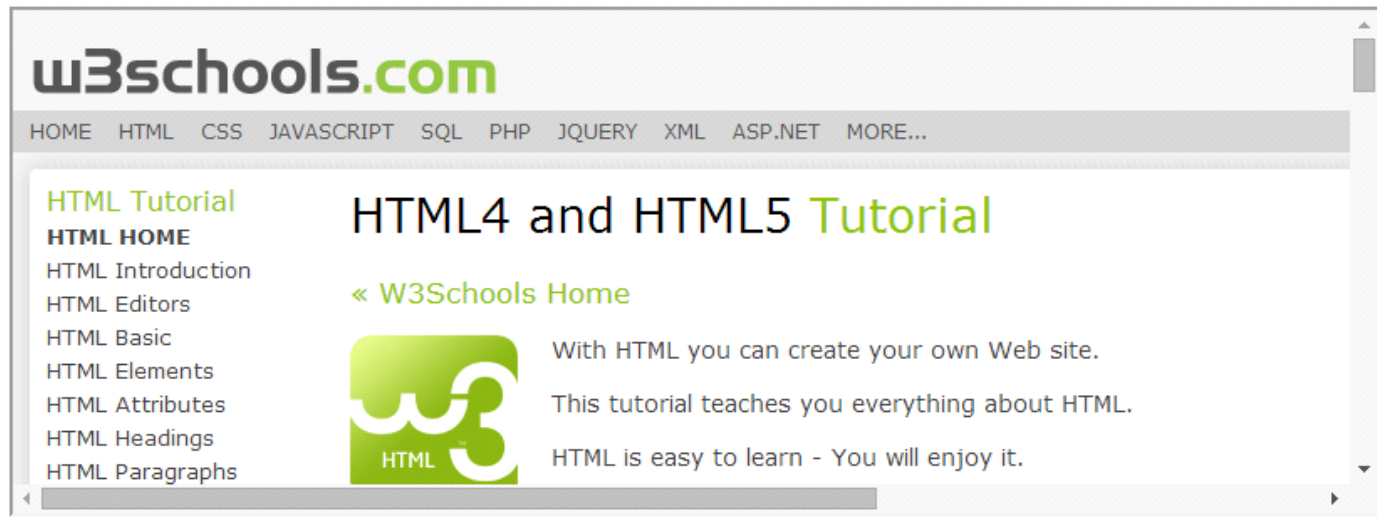 w3schools.com
HOME HTML CSS JAVASCRIPT SQL PHP JQUERY XML ASP.NET MORE...
HTML Tutorial
HTML HOME
HTML Introduction
HTML Editors
HTML Basic
HTML Elements
HTML Attributes
HTML Headings
HTML Paragraphs
HTML4 and HTML5 Tutorial
« W3Schools Home
w3
HTML
With HTML you can create your own Web site.
This tutorial teaches you everything about HTML.
HTML is easy to learn - You will enjoy it.